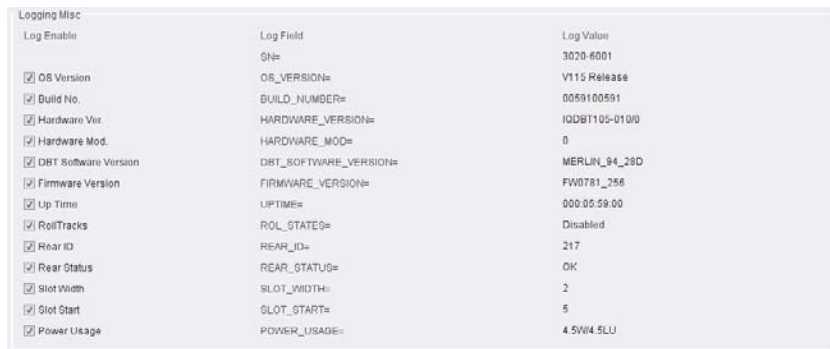 Logging Misc
Log Enable Log Field Log Value
SN= 3020-6001
OS Version OS_VERSION= V115 Release
Build No. BUILD_NUMBER= 0059100591
Hardware Ver. HARDWARE_VERSION= IQDBT105-010/0
Hardware Mod. HARDWARE_MOD= 0
DBT Software Version DBT_SOFTWARE_VERSION= MERLIN_94_28D
Firmware Version FIRMWARE_VERSION= FW0781_256
Up Time UPTIME= 000:05:59:00
RollTracks ROL_STATES= Disabled
Rear ID REAR_ID= 217
Rear Status REAR_STATUS= OK
Slot Width SLOT_WIDTH= 2
Slot Start SLOT_START= 5
Power Usage POWER_USAGE= 4.5W/4.5LU